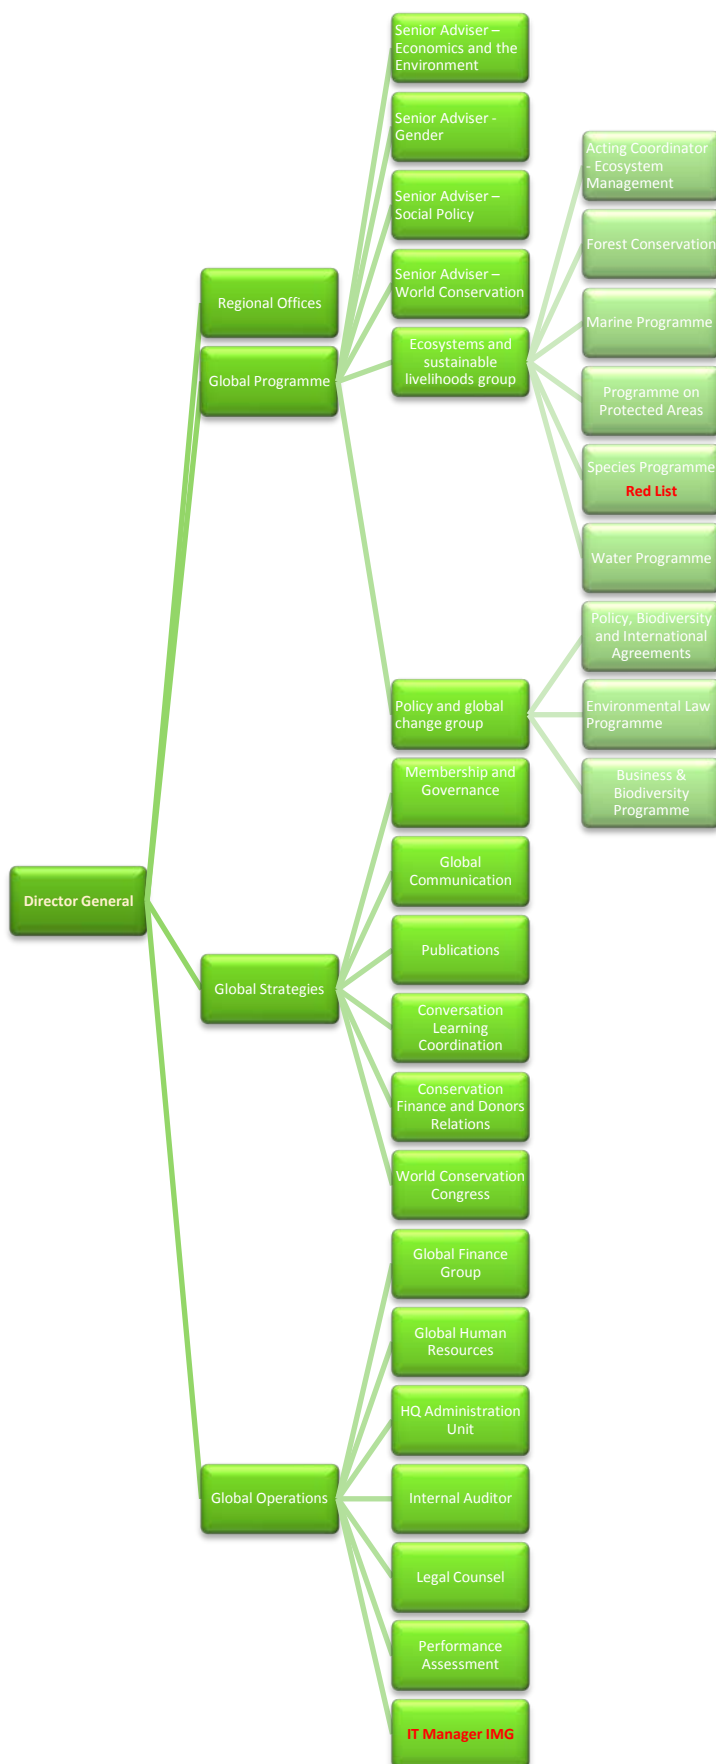 Director General
Regional Offices
Global Programme
Senior Adviser –
Economics and the
Environment
Senior Adviser -
Gender
Senior Adviser –
Social Policy
Senior Adviser –
World Conservation
Ecosystems and
sustainable
livelihoods group
Acting Coordinator
- Ecosystem
Management
Forest Conservation
Marine Programme
Programme on
Protected Areas
Species Programme
Red List
Water Programme
Policy and global
change group
Policy, Biodiversity
and International
Agreements
Environmental Law
Programme
Business &
Biodiversity
Programme
Global Strategies
Membership and
Governance
Global
Communication
Publications
Conversation
Learning
Coordination
Conservation
Finance and Donors
Relations
World Conservation
Congress
Global Operations
Global Finance
Group
Global Human
Resources
HQ Administration
Unit
Internal Auditor
Legal Counsel
Performance
Assessment
IT Manager IMG